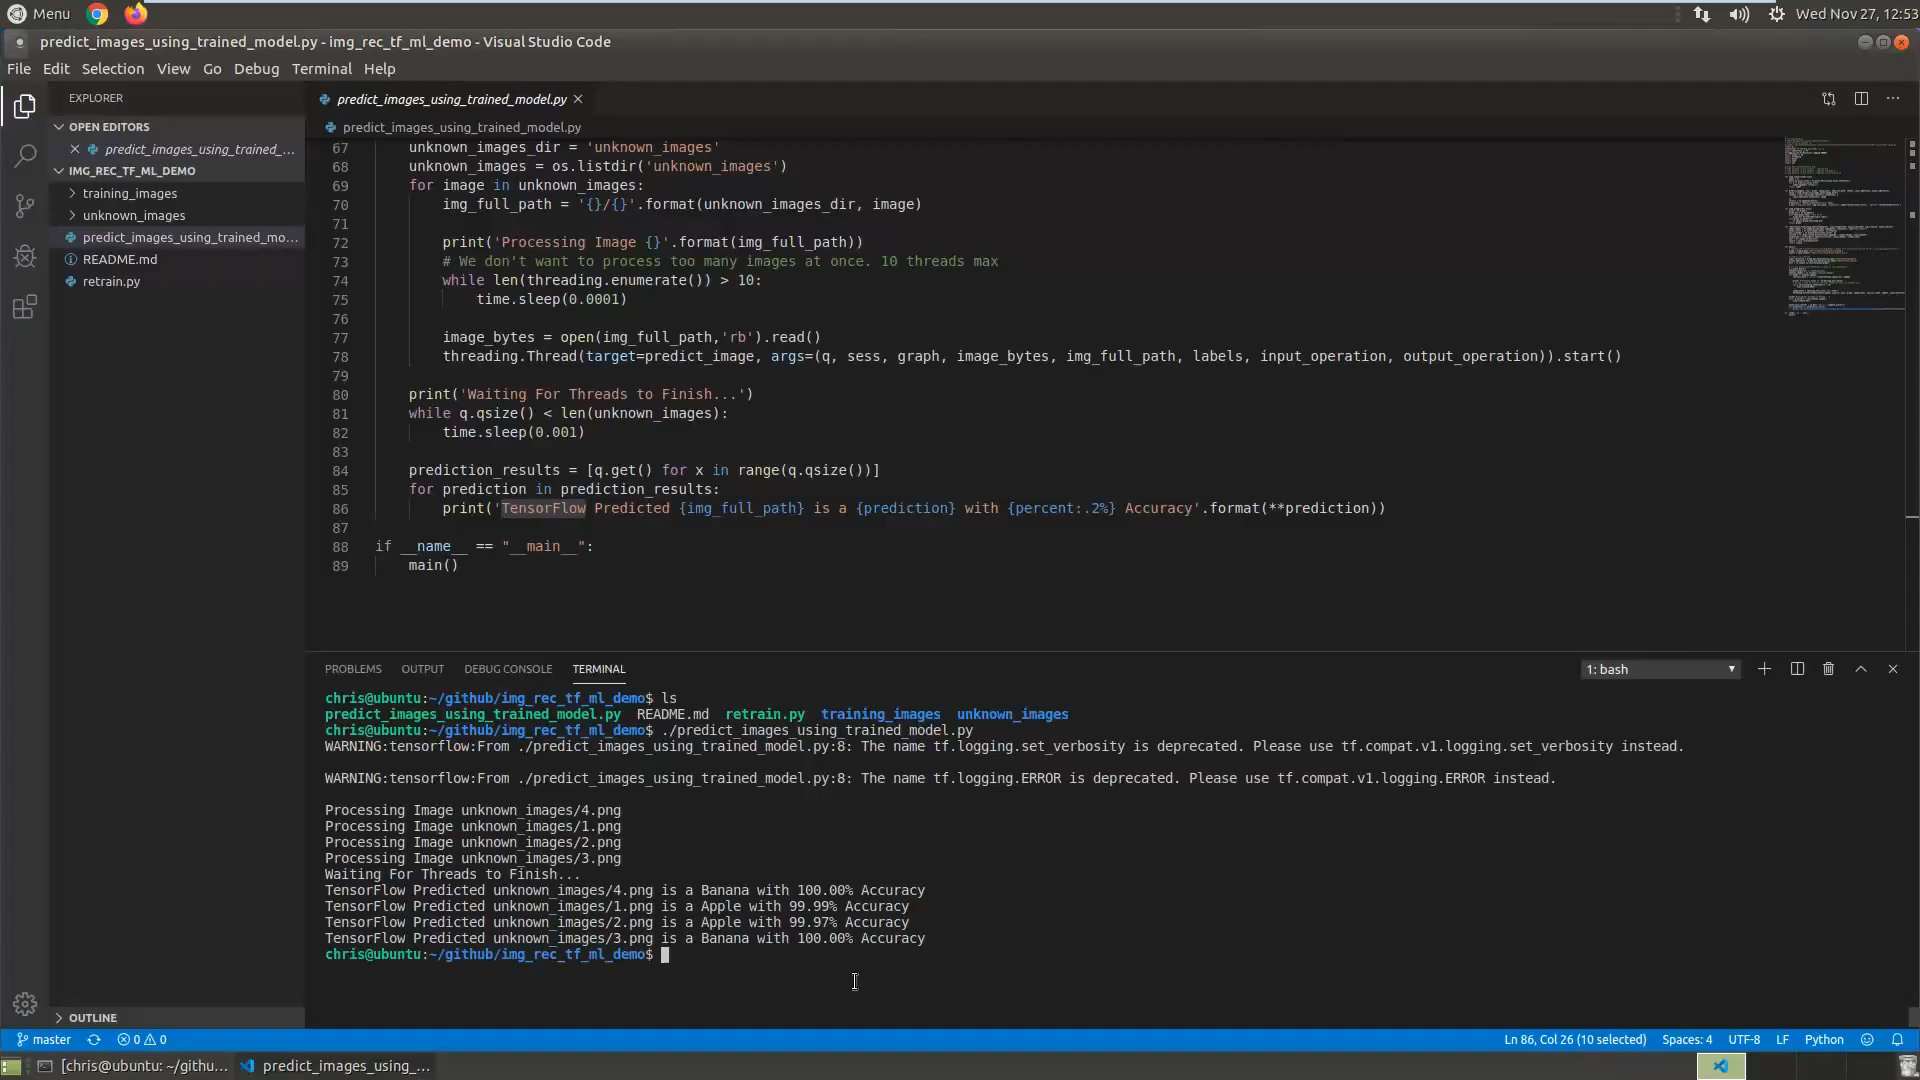 Menu
Wed Nov 27, 12:53
predict_images_using_trained_model.py - img_rec_tf_ml_demo - Visual Studio Code
File Edit Selection View Go Debug Terminal Help
EXPLORER
OPEN EDITORS
predict_images_using_trained_...
IMG_REC_TF_ML_DEMO
training_images
unknown_images
predict_images_using_trained_mo...
README.md
retrain.py
OUTLINE
predict_images_using_trained_model.py
predict_images_using_trained_model.py
67 unknown_images_dir = 'unknown_images'
68 unknown_images = os.listdir('unknown_images')
69 for image in unknown_images:
70 img_full_path = '{}/{}'.format(unknown_images_dir, image)
71
72 print('Processing Image {}'.format(img_full_path))
73 # We don't want to process too many images at once. 10 threads max
74 while len(threading.enumerate()) > 10:
75 time.sleep(0.0001)
76
77 image_bytes = open(img_full_path,'rb').read()
78 threading.Thread(target=predict_image, args=(q, sess, graph, image_bytes, img_full_path, labels, input_operation, output_operation)).start()
79
80 print('Waiting For Threads to Finish...')
81 while q.qsize() < len(unknown_images):
82 time.sleep(0.001)
83
84 prediction_results = [q.get() for x in range(q.qsize())]
85 for prediction in prediction_results:
86 print('TensorFlow Predicted {img_full_path} is a {prediction} with {percent:.2%} Accuracy'.format(**prediction))
87
88 if __name__ == "__main__":
89 main()
PROBLEMS OUTPUT DEBUG CONSOLE TERMINAL
1: bash
chris@ubuntu:~/github/img_rec_tf_ml_demo$ ls
predict_images_using_trained_model.py README.md retrain.py training_images unknown_images
chris@ubuntu:~/github/img_rec_tf_ml_demo$ ./predict_images_using_trained_model.py
WARNING:tensorflow:From ./predict_images_using_trained_model.py:8: The name tf.logging.set_verbosity is deprecated. Please use tf.compat.v1.logging.set_verbosity instead.
WARNING:tensorflow:From ./predict_images_using_trained_model.py:8: The name tf.logging.ERROR is deprecated. Please use tf.compat.v1.logging.ERROR instead.
Processing Image unknown_images/4.png
Processing Image unknown_images/1.png
Processing Image unknown_images/2.png
Processing Image unknown_images/3.png
Waiting For Threads to Finish...
TensorFlow Predicted unknown_images/4.png is a Banana with 100.00% Accuracy
TensorFlow Predicted unknown_images/1.png is a Apple with 99.99% Accuracy
TensorFlow Predicted unknown_images/2.png is a Apple with 99.97% Accuracy
TensorFlow Predicted unknown_images/3.png is a Banana with 100.00% Accuracy
chris@ubuntu:~/github/img_rec_tf_ml_demo$
master 0 0
Ln 86, Col 26 (10 selected) Spaces: 4 UTF-8 LF Python
[chris@ubuntu: ~/githu... predict_images_using_...